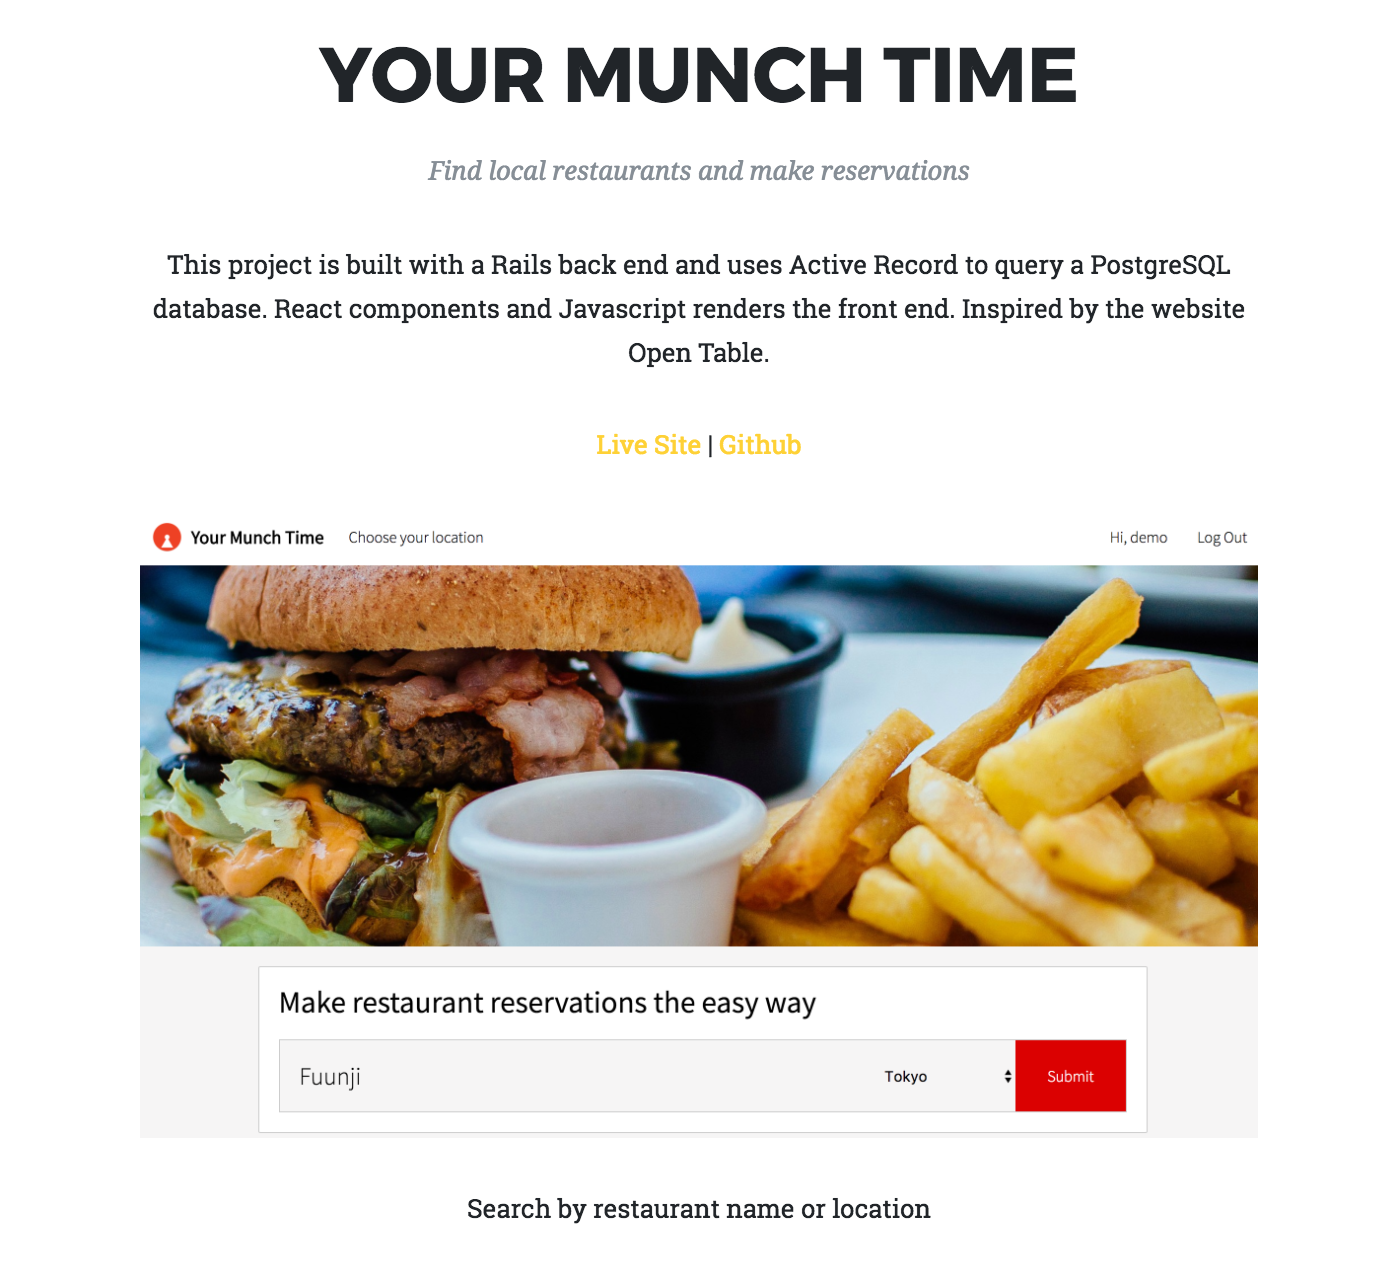 YOUR MUNCH TIME
Find local restaurants and make reservations
This project is built with a Rails back end and uses Active Record to query a PostgreSQL
database. React components and Javascript renders the front end. Inspired by the website
Open Table.
Live Site | Github
Your Munch Time Choose your location Hi, demo Log Out
Make restaurant reservations the easy way
Fuunji Tokyo Submit
Search by restaurant name or location